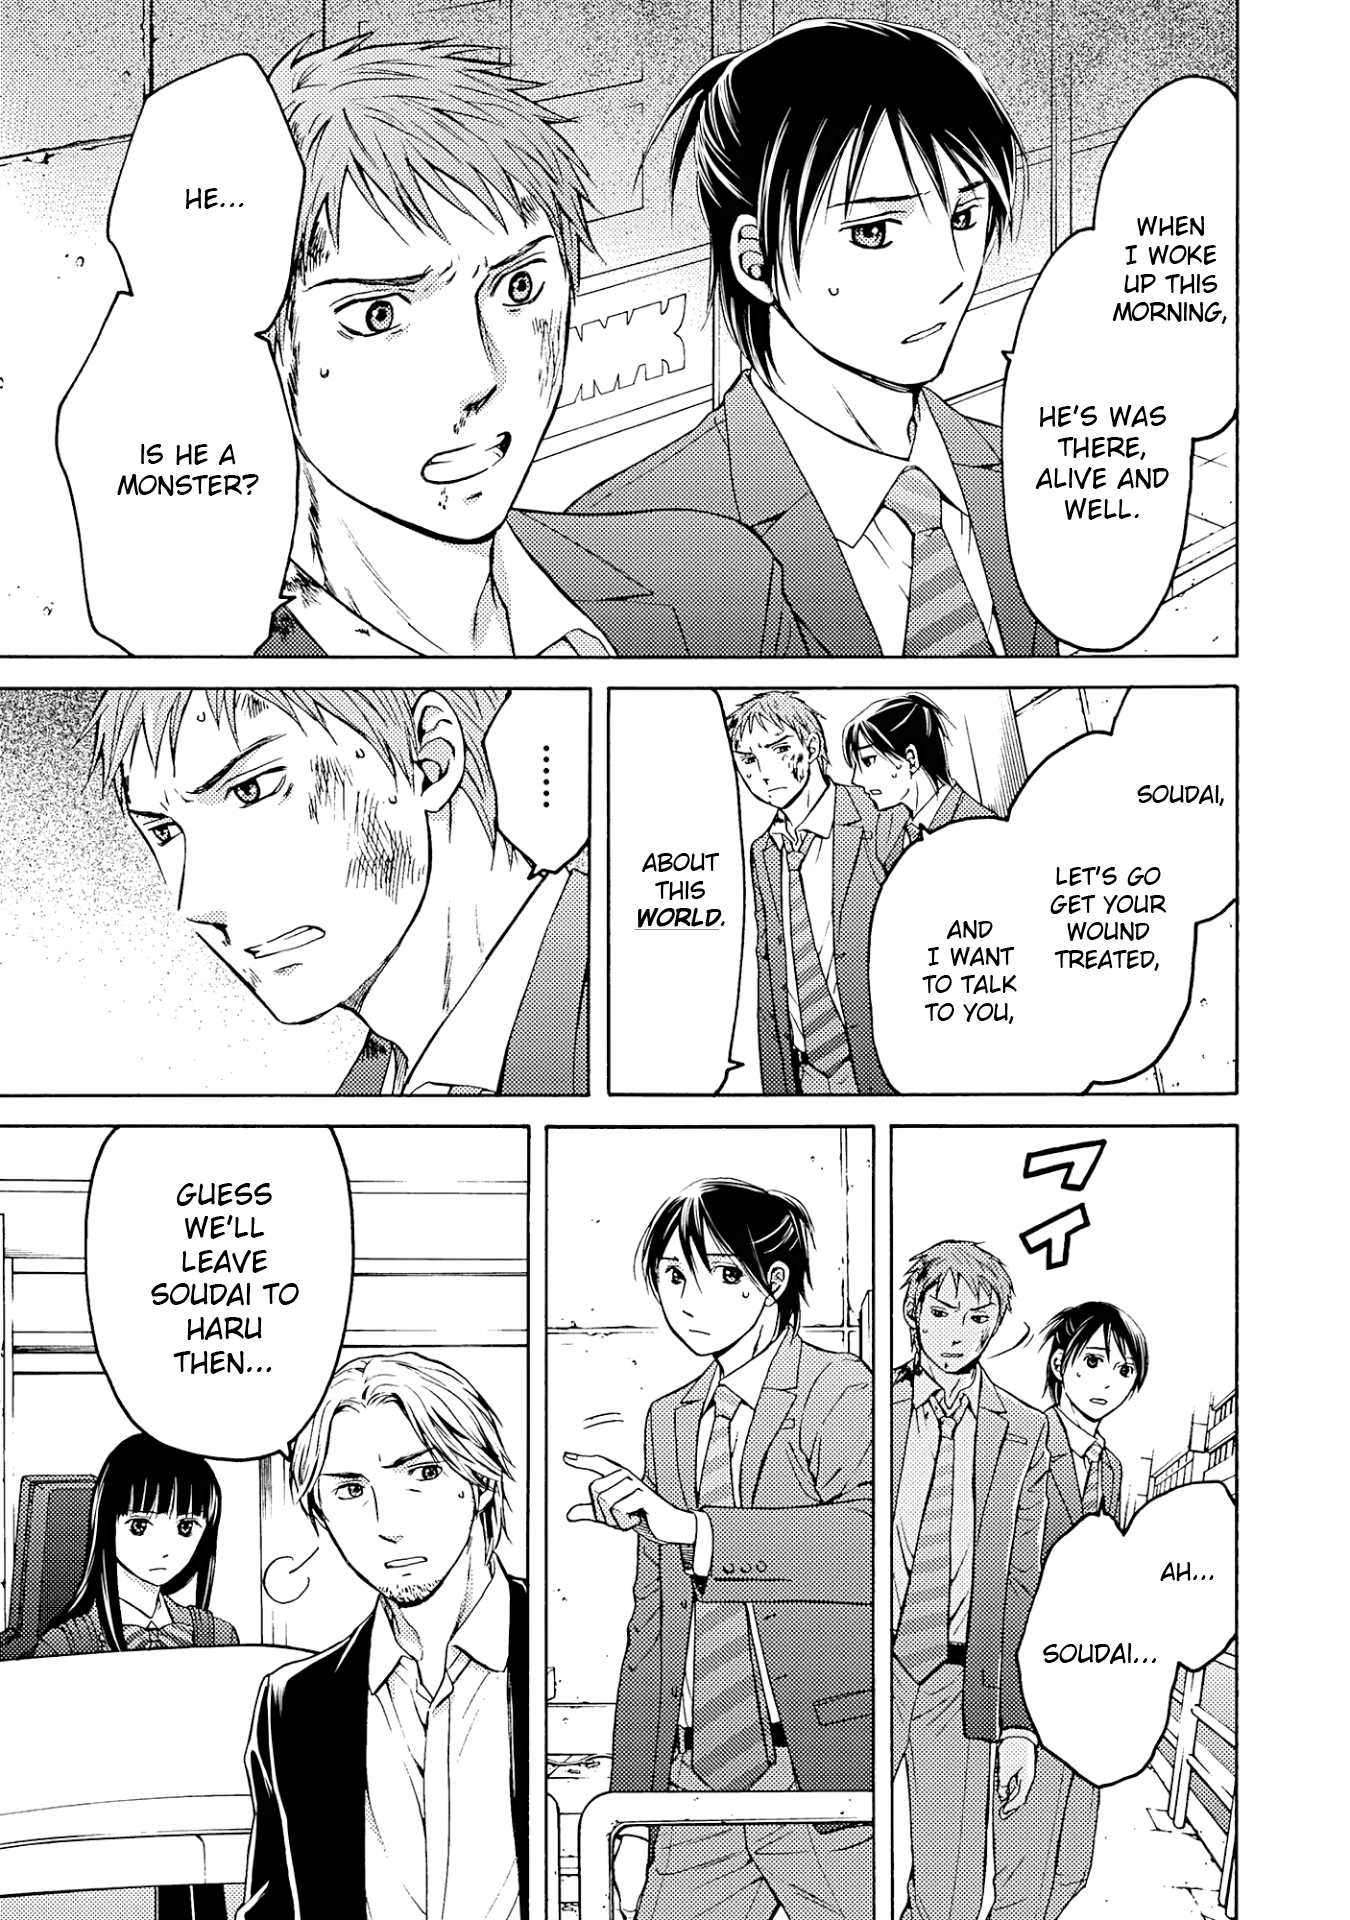 WHEN
I WOKE
UP THIS
MORNING,
HE'S WAS
THERE,
ALIVE AND
WELL.
HE...
IS HE A
MONSTER?
SOUDAI,
LET'S GO
GET YOUR
WOUND
TREATED,
AND
I WANT
TO TALK
TO YOU,
ABOUT
THIS
WORLD.
......
フイ
AH...
SOUDAI...
GUESS
WE'LL
LEAVE
SOUDAI TO
HARU
THEN...